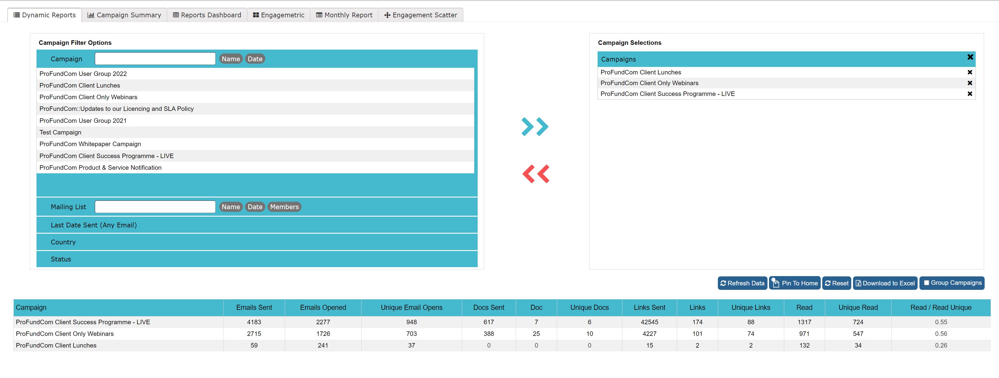 Dynamic Reports Campaign Summary Reports Dashboard Engagemetric Monthly Report Engagement Scatter
Campaign Filter Options
Campaign Name Date
ProFundCom User Group 2022
ProFundCom Client Lunches
ProFundCom Client Only Webinars
ProFundCom::Updates to our Licencing and SLA Policy
ProFundCom User Group 2021
Test Campaign
ProFundCom Whitepaper Campaign
ProFundCom Client Success Programme - LIVE
ProFundCom Product & Service Notification
Mailing List Name Date Members
Last Date Sent (Any Email)
Country
Status
Campaign Selections
Campaigns
ProFundCom Client Lunches
ProFundCom Client Only Webinars
ProFundCom Client Success Programme - LIVE
Refresh Data Pin To Home Reset Download to Excel Group Campaigns
Campaign Emails Sent Emails Opened Unique Email Opens Docs Sent Doc Unique Docs Links Sent Links Unique Links Read Unique Read Read / Read Unique
ProFundCom Client Success Programme - LIVE 4183 2277 948 617 7 6 42545 174 88 1317 724 0.55
ProFundCom Client Only Webinars 2715 1726 703 388 25 10 4227 101 74 971 547 0.56
ProFundCom Client Lunches 59 241 37 0 0 0 15 2 2 132 34 0.26